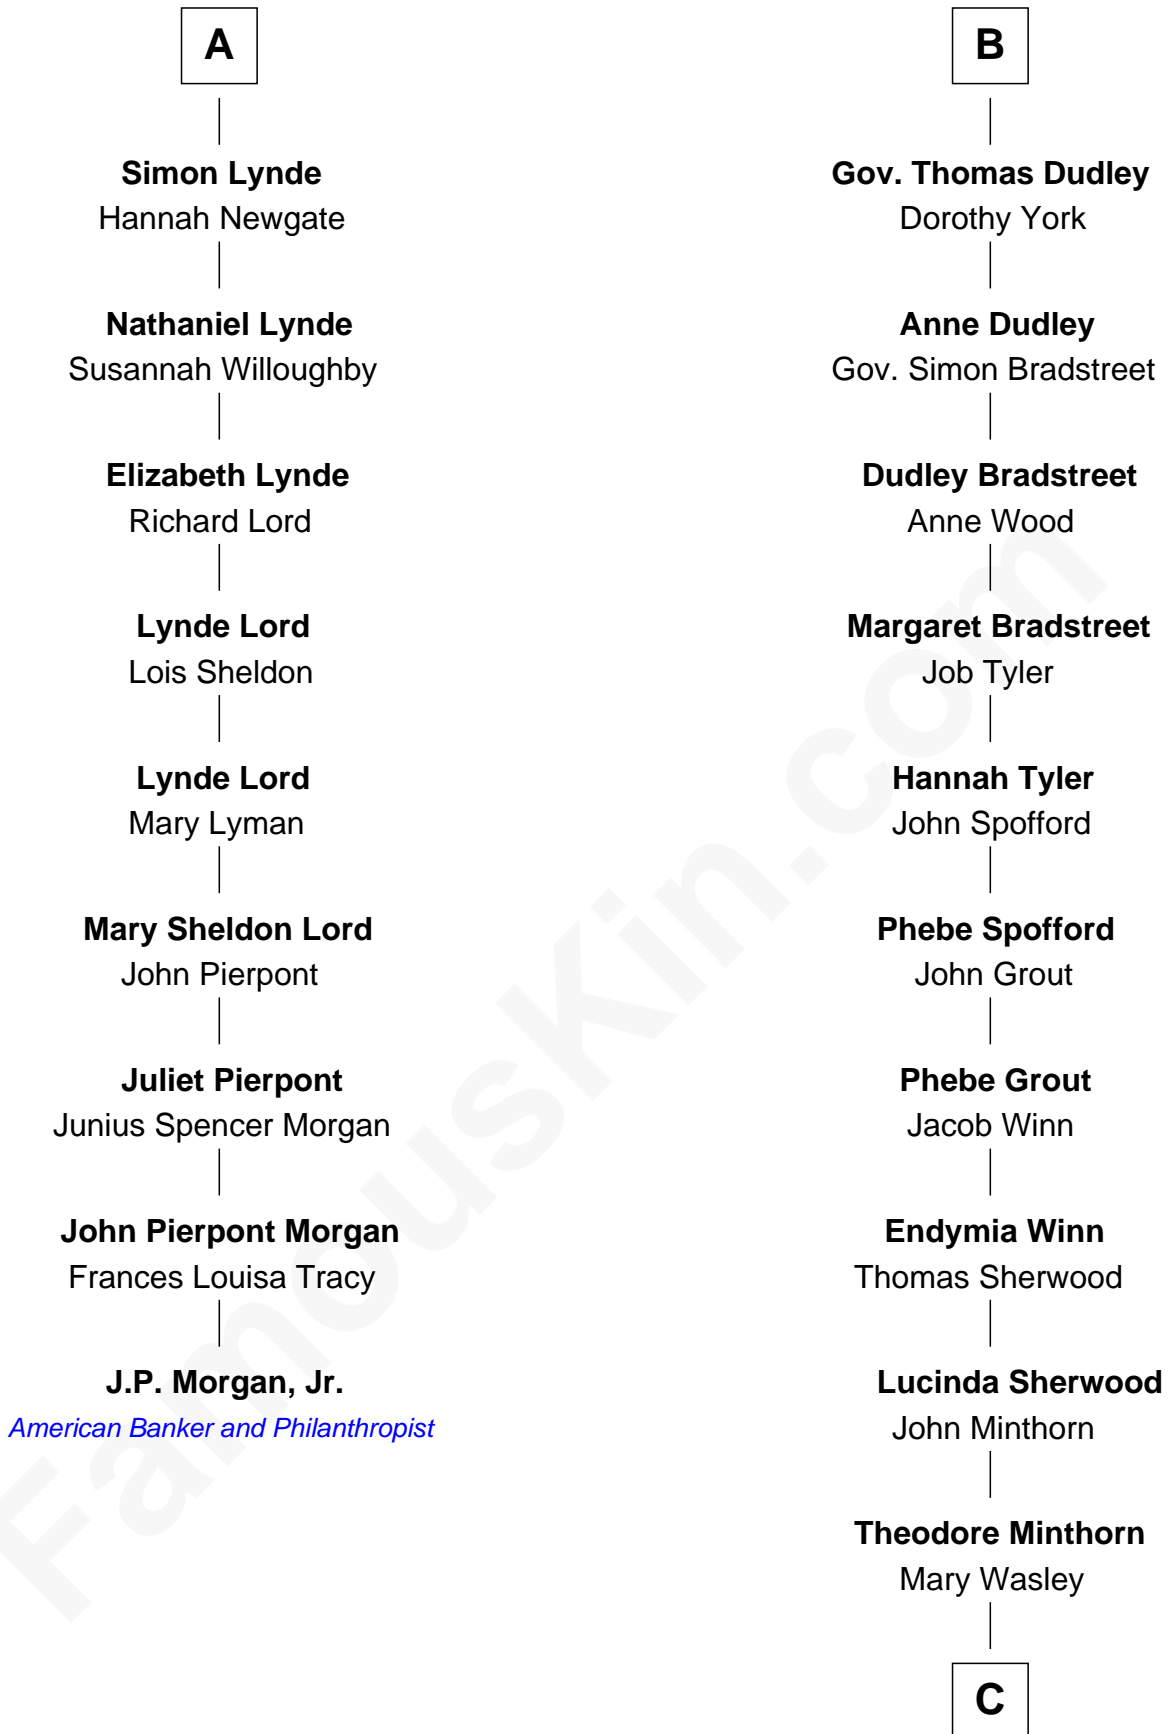 A
Simon Lynde
Hannah Newgate
Nathaniel Lynde
Susannah Willoughby
Elizabeth Lynde
Richard Lord
Lynde Lord
Lois Sheldon
Lynde Lord
Mary Lyman
Mary Sheldon Lord
John Pierpont
Juliet Pierpont
Junius Spencer Morgan
John Pierpont Morgan
Frances Louisa Tracy
J.P. Morgan, Jr.
American Banker and Philanthropist
B
Gov. Thomas Dudley
Dorothy York
Anne Dudley
Gov. Simon Bradstreet
Dudley Bradstreet
Anne Wood
Margaret Bradstreet
Job Tyler
Hannah Tyler
John Spofford
Phebe Spofford
John Grout
Phebe Grout
Jacob Winn
Endymia Winn
Thomas Sherwood
Lucinda Sherwood
John Minthorn
Theodore Minthorn
Mary Wasley
C
FamousKin.com